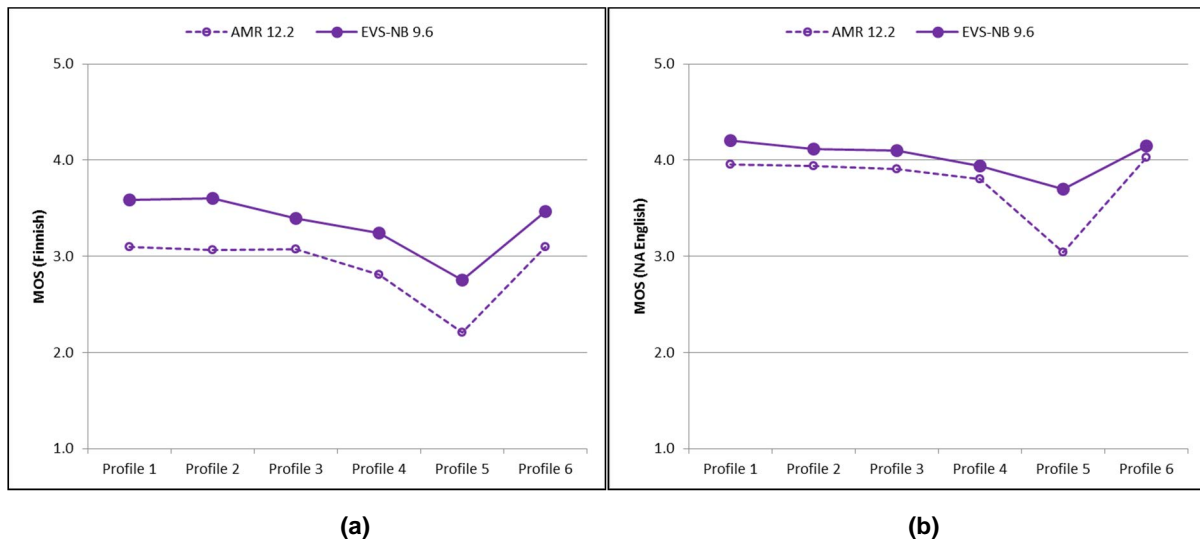 AMR 12.2 EVS-NB 9.6
5.0
4.0
3.0
2.0
1.0
MOS (Finnish)
Profile 1 Profile 2 Profile 3 Profile 4 Profile 5 Profile 6
(a)
AMR 12.2 EVS-NB 9.6
5.0
4.0
3.0
2.0
1.0
MOS (NA English)
Profile 1 Profile 2 Profile 3 Profile 4 Profile 5 Profile 6
(b)